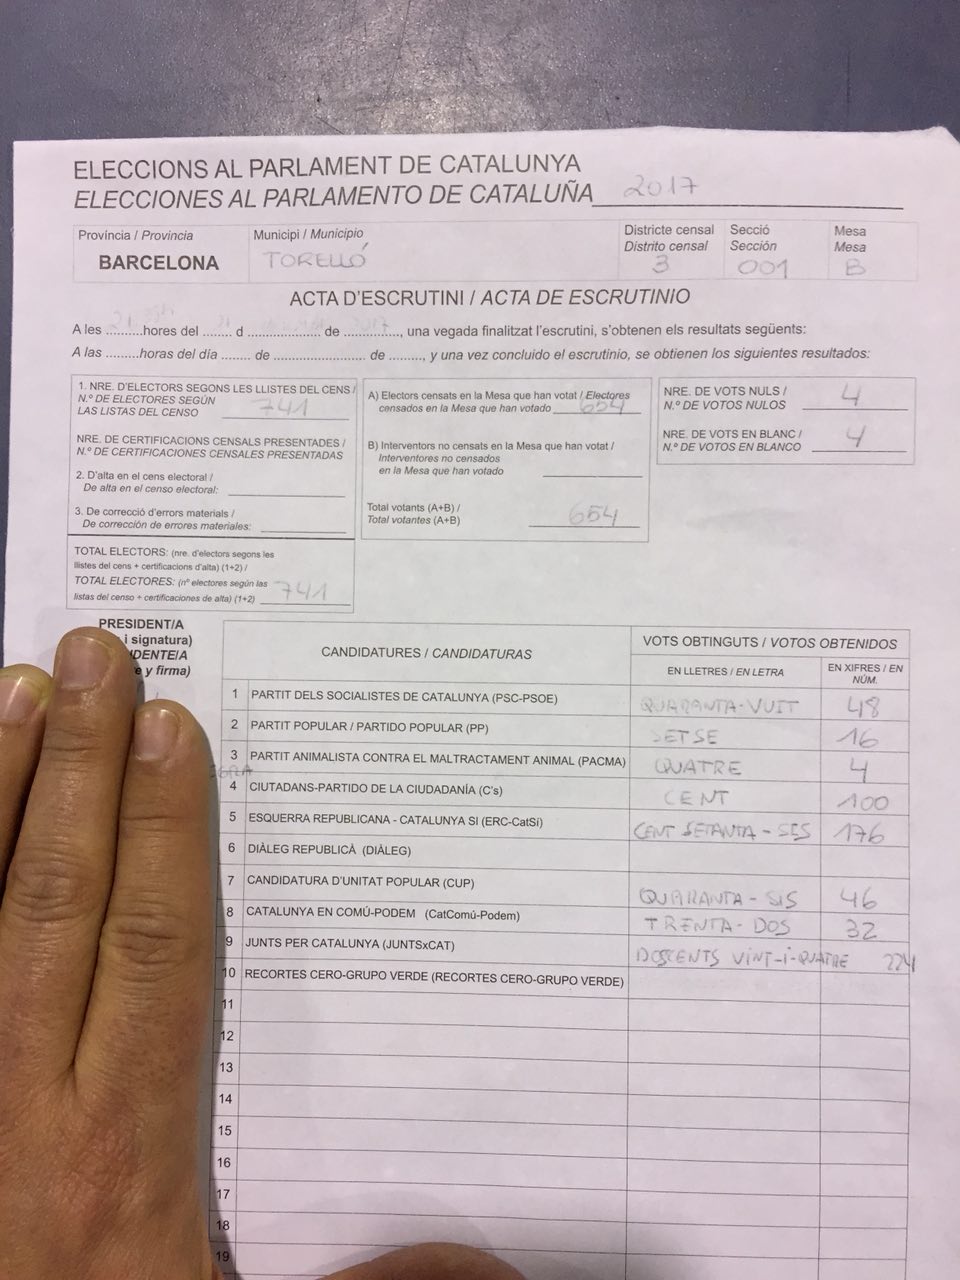 ELECCIONS AL PARLAMENT DE CATALUNYA
ELECCIONES AL PARLAMENTO DE CATALUÑA 2017
Província / Provincia
BARCELONA
Municipi / Municipio
TORELLÓ
Districte censal
Distrito censal
3
Secció
Sección
001
Mesa
Mesa
B
ACTA D'ESCRUTINI / ACTA DE ESCRUTINIO
A les 21 hores del ........ d ..................... de 2017, una vegada finalitzat l'escrutini, s'obtenen els resultats següents:
A las .........horas del día ........ de ...................... de ........, y una vez concluido el escrutinio, se obtienen los siguientes resultados:
1. NRE. D'ELECTORS SEGONS LES LLISTES DEL CENS /
N.º DE ELECTORES SEGÚN
LAS LISTAS DEL CENSO 741
NRE. DE CERTIFICACIONS CENSALS PRESENTADES /
N.º DE CERTIFICACIONES CENSALES PRESENTADAS
2. D'alta en el cens electoral /
De alta en el censo electoral:
3. De correcció d'errors materials /
De corrección de errores materiales:
TOTAL ELECTORS: (nre. d'electors segons les
llistes del cens + certificacions d'alta) (1+2) /
TOTAL ELECTORES: (nº electores según las
listas del censo + certificaciones de alta) (1+2) 741
A) Electors censats en la Mesa que han votat / Electores
censados en la Mesa que han votado 654
B) Interventors no censats en la Mesa que han votat /
Interventores no censados
en la Mesa que han votado
Total votants (A+B) /
Total votantes (A+B) 654
NRE. DE VOTS NULS /
N.º DE VOTOS NULOS 4
NRE. DE VOTS EN BLANC /
N.º DE VOTOS EN BLANCO 4
PRESIDENT/A
i signatura)
DENTE/A
y firma)
CANDIDATURES / CANDIDATURAS
VOTS OBTINGUTS / VOTOS OBTENIDOS
EN LLETRES / EN LETRA
EN XIFRES / EN NÚM.
1 PARTIT DELS SOCIALISTES DE CATALUNYA (PSC-PSOE) QUARANTA-VUIT 48
2 PARTIT POPULAR / PARTIDO POPULAR (PP) SETSE 16
3 PARTIT ANIMALISTA CONTRA EL MALTRACTAMENT ANIMAL (PACMA) QUATRE 4
4 CIUTADANS-PARTIDO DE LA CIUDADANÍA (C's) CENT 100
5 ESQUERRA REPUBLICANA - CATALUNYA SI (ERC-CatSí) CENT SETANTA-SIS 176
6 DIÀLEG REPUBLICÀ (DIÀLEG)
7 CANDIDATURA D'UNITAT POPULAR (CUP) QUARANTA-SIS 46
8 CATALUNYA EN COMÚ-PODEM (CatComú-Podem) TRENTA-DOS 32
9 JUNTS PER CATALUNYA (JUNTSxCAT) DOSCENTS VINT-I-QUATRE 224
10 RECORTES CERO-GRUPO VERDE (RECORTES CERO-GRUPO VERDE)
11
12
13
14
15
16
17
18
19